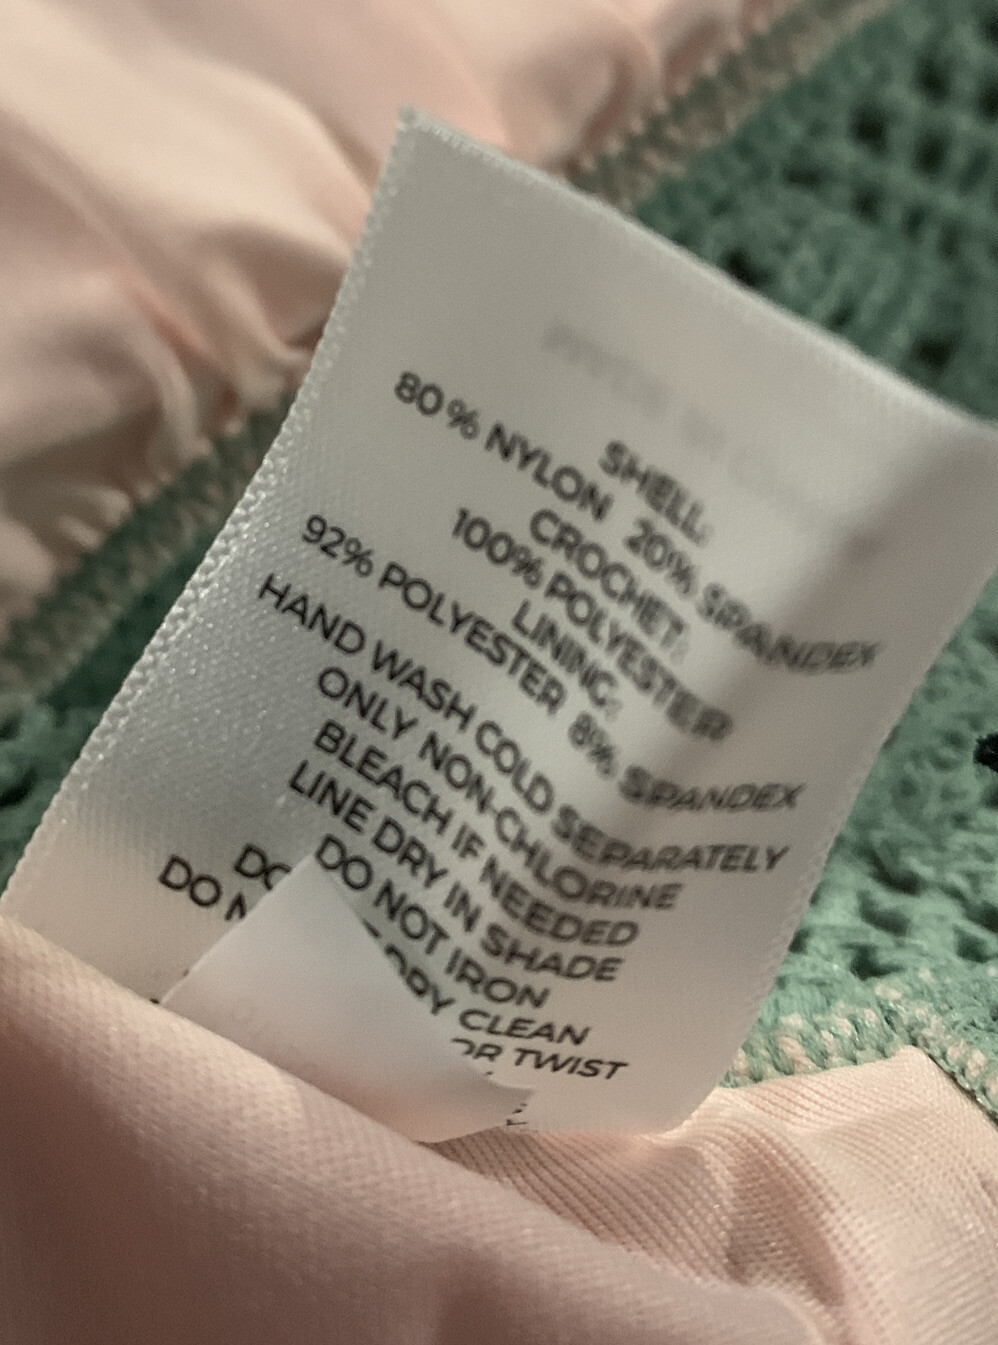 SHELL:
80% NYLON 20% SPANDEX
CROCHET:
100% POLYESTER
LINING:
92% POLYESTER 8% SPANDEX
HAND WASH COLD SEPARATELY
ONLY NON-CHLORINE
BLEACH IF NEEDED
LINE DRY IN SHADE
DO NOT IRON
DRY CLEAN
DO OR TWIST